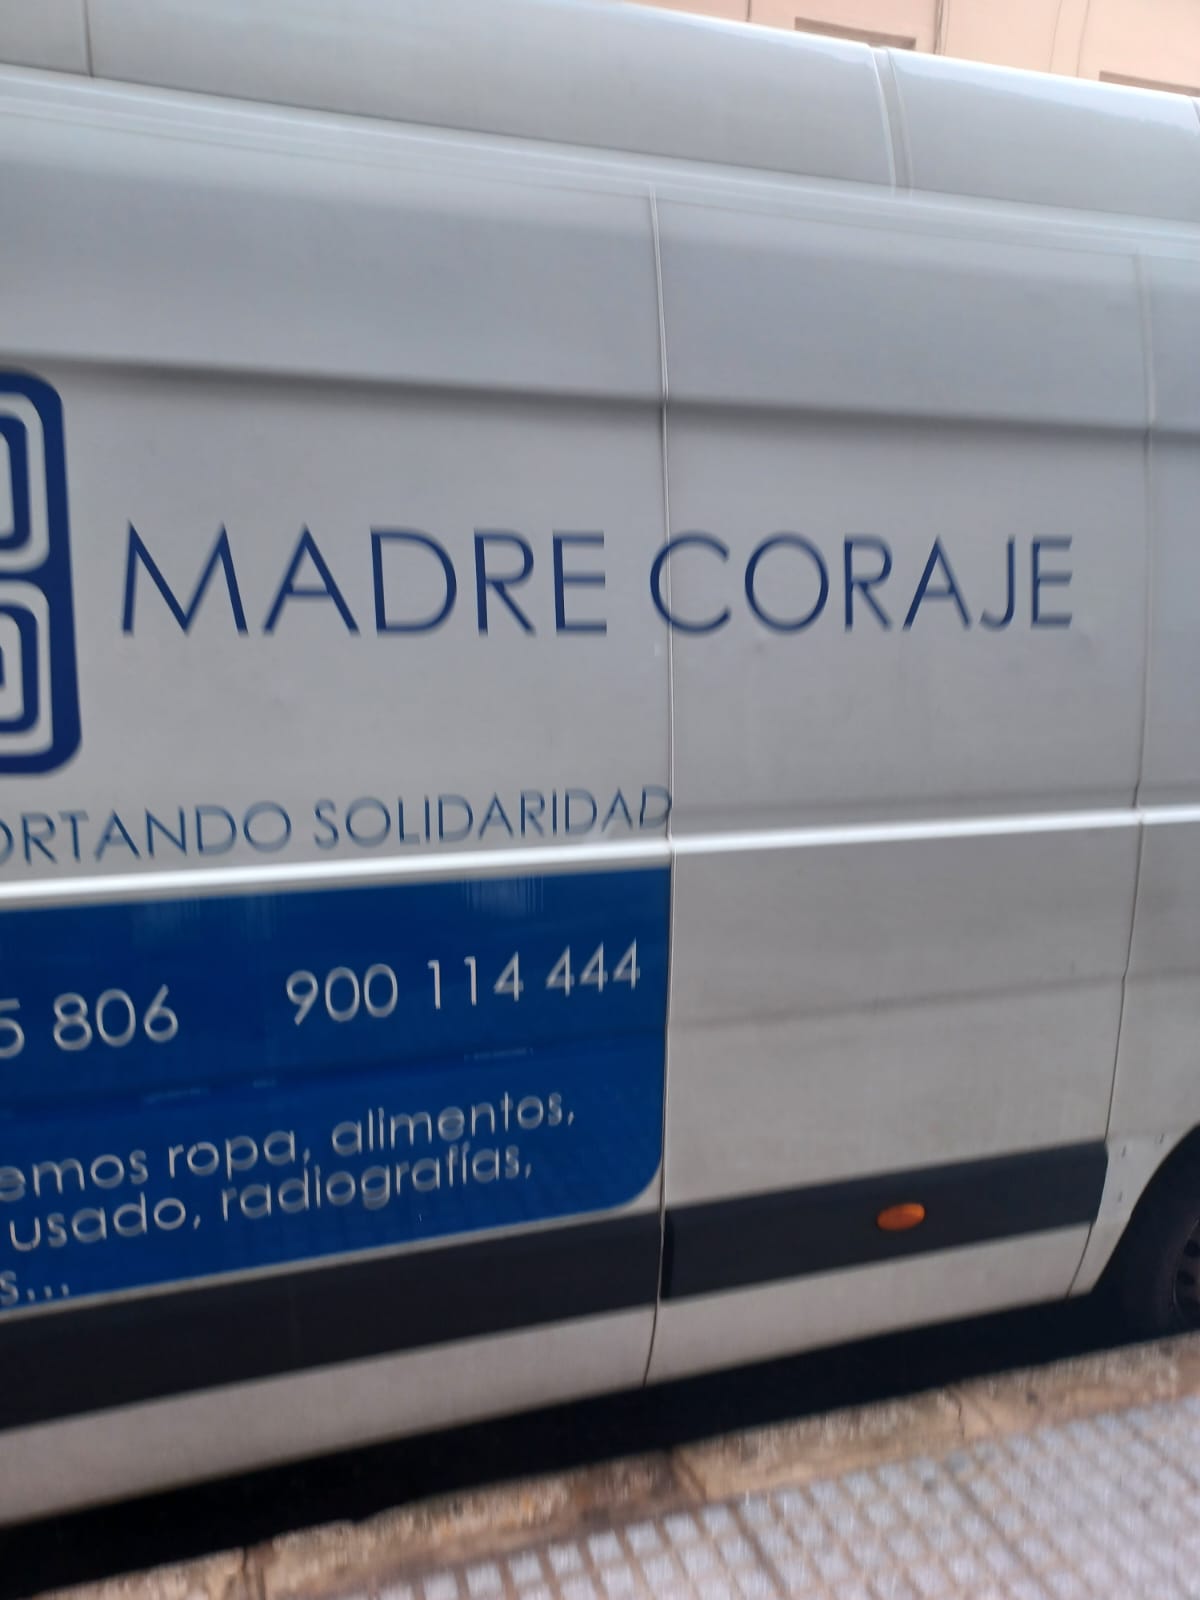 MADRE CORAJE
ORTANDO SOLIDARIDAD
5 806 900 114 444
emos ropa, alimentos,
usado, radiografías,
s...